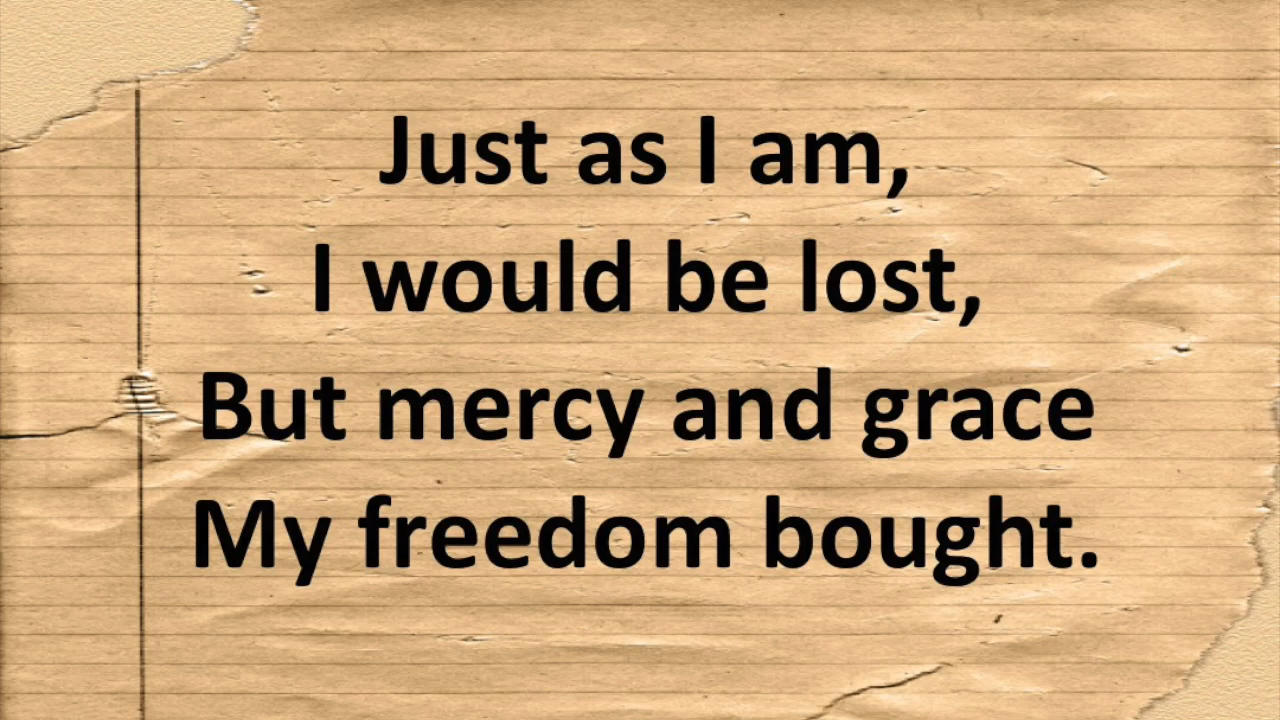 Just as I am,
I would be lost,
But mercy and grace
My freedom bought.